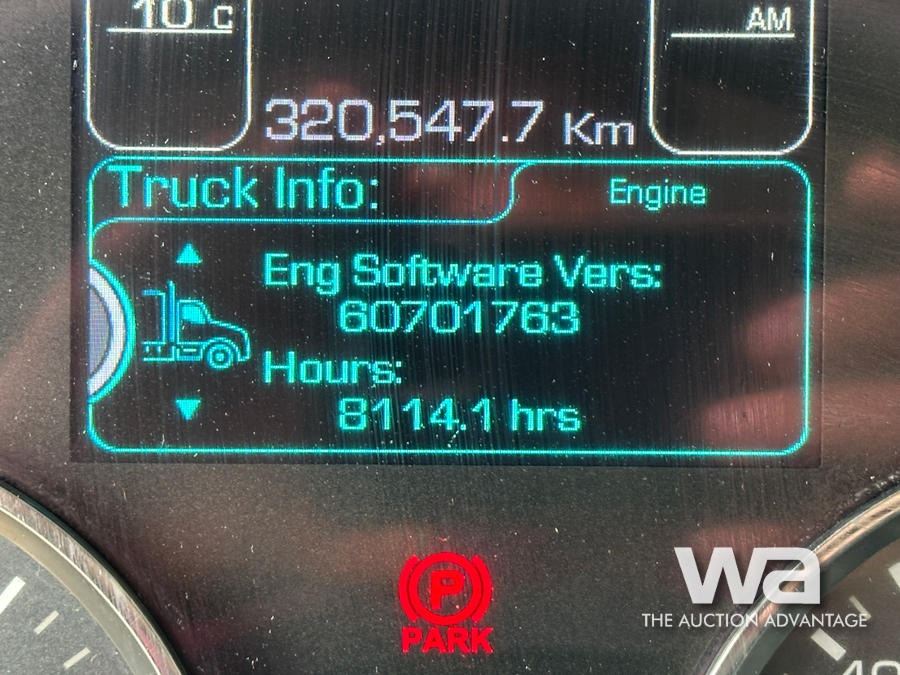 10°C
AM
320,547.7 Km
Truck Info:
Engine
Eng Software Vers:
60701763
Hours:
8114.1 hrs
P
PARK
wa
THE AUCTION ADVANTAGE